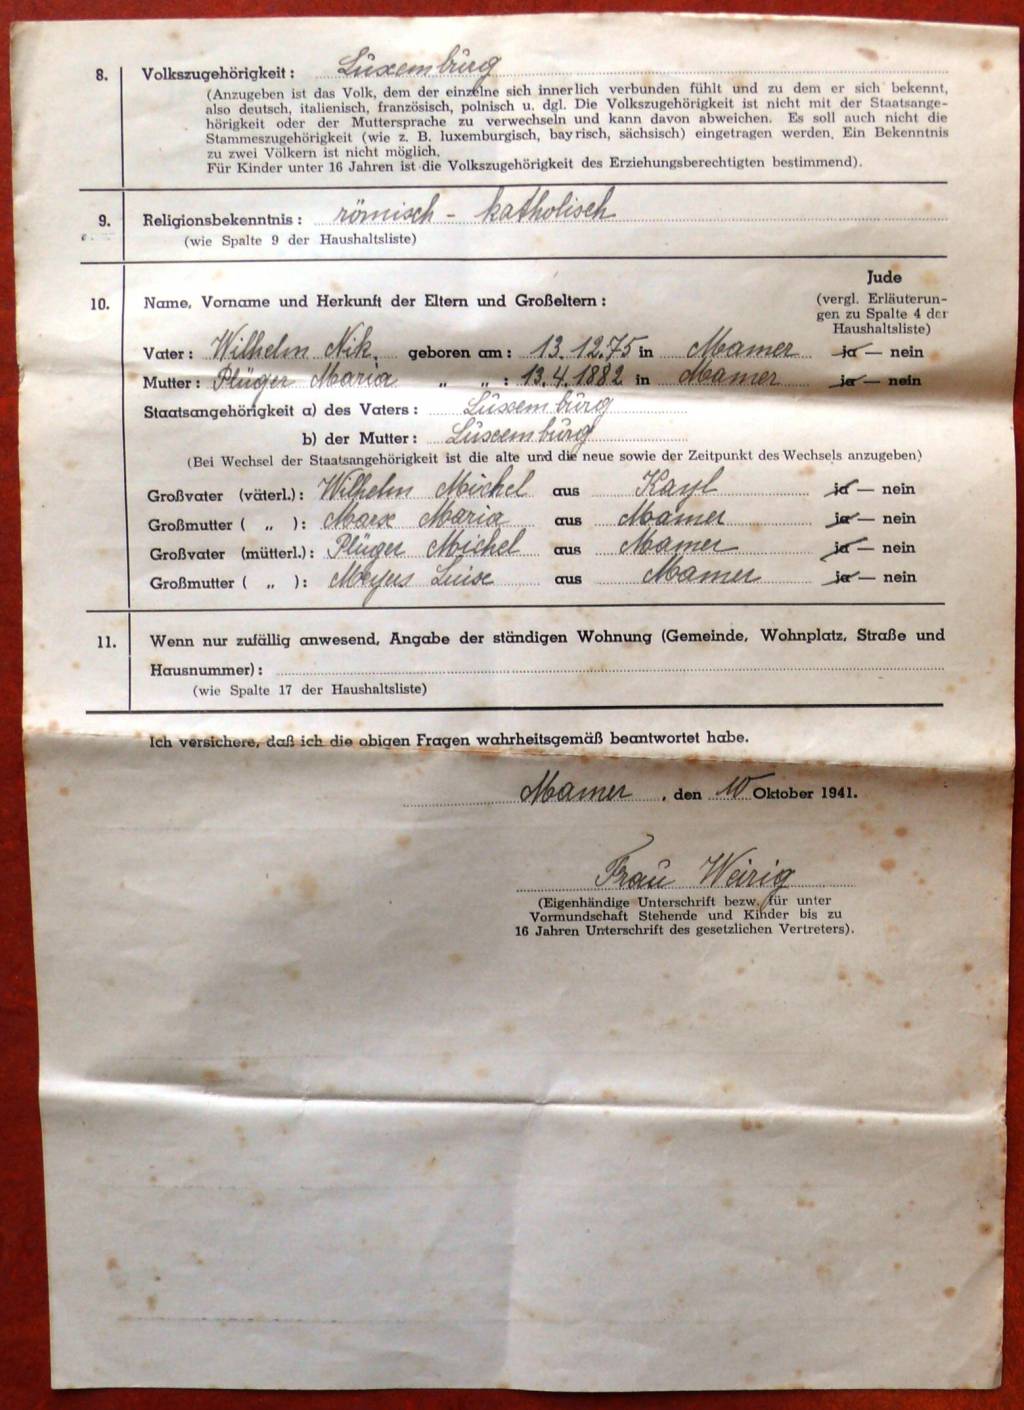 8. Volkszugehörigkeit: Luxemburg
(Anzugeben ist das Volk, dem der einzelne sich innerlich verbunden fühlt und zu dem er sich bekennt,
also deutsch, italienisch, französisch, polnisch u. dgl. Die Volkszugehörigkeit ist nicht mit der Staatsange-
hörigkeit oder der Muttersprache zu verwechseln und kann davon abweichen. Es soll auch nicht die
Stammeszugehörigkeit (wie z. B. luxemburgisch, bayrisch, sächsisch) eingetragen werden. Ein Bekenntnis
zu zwei Völkern ist nicht möglich.
Für Kinder unter 16 Jahren ist die Volkszugehörigkeit des Erziehungsberechtigten bestimmend).
9. Religionsbekenntnis: römisch - katholisch
(wie Spalte 9 der Haushaltsliste)
Jude
10. Name, Vorname und Herkunft der Eltern und Großeltern:
(vergl. Erläuterun-
gen zu Spalte 4 der
Haushaltsliste)
Vater: Wilhelm Nik. geboren am: 13.12.75 in Mamer ja — nein
Mutter: Plüger Maria „ „ : 13.4.1882 in Mamer ja — nein
Staatsangehörigkeit a) des Vaters: Luxemburg
b) der Mutter: Luxemburg
(Bei Wechsel der Staatsangehörigkeit ist die alte und die neue sowie der Zeitpunkt des Wechsels anzugeben)
Großvater (väterl.): Wilhelm Michel aus Kayl ja — nein
Großmutter ( „ ): Marx Maria aus Mamer ja — nein
Großvater (mütterl.): Plüger Michel aus Mamer ja — nein
Großmutter ( „ ): Meyers Luise aus Mamer ja — nein
11. Wenn nur zufällig anwesend, Angabe der ständigen Wohnung (Gemeinde, Wohnplatz, Straße und
Hausnummer):
(wie Spalte 17 der Haushaltsliste)
Ich versichere, daß ich die obigen Fragen wahrheitsgemäß beantwortet habe.
Mamer, den 10 Oktober 1941.
Frau Weirig
(Eigenhändige Unterschrift bezw. für unter
Vormundschaft Stehende und Kinder bis zu
16 Jahren Unterschrift des gesetzlichen Vertreters).